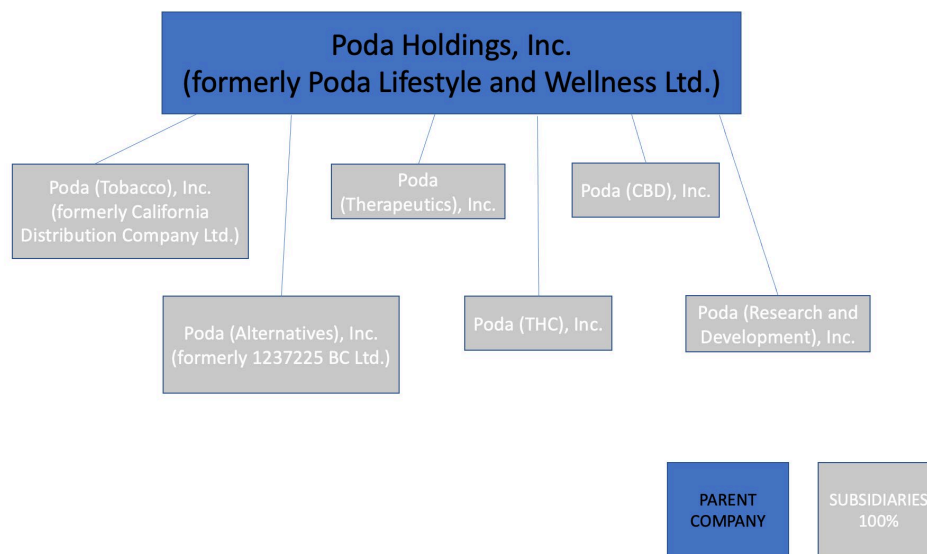 Poda Holdings, Inc.
(formerly Poda Lifestyle and Wellness Ltd.)
Poda (Tobacco), Inc.
(formerly California
Distribution Company Ltd.)
Poda
(Therapeutics), Inc.
Poda (CBD), Inc.
Poda (Alternatives), Inc.
(formerly 1237225 BC Ltd.)
Poda (THC), Inc.
Poda (Research and
Development), Inc.
PARENT
COMPANY
SUBSIDIARIES
100%